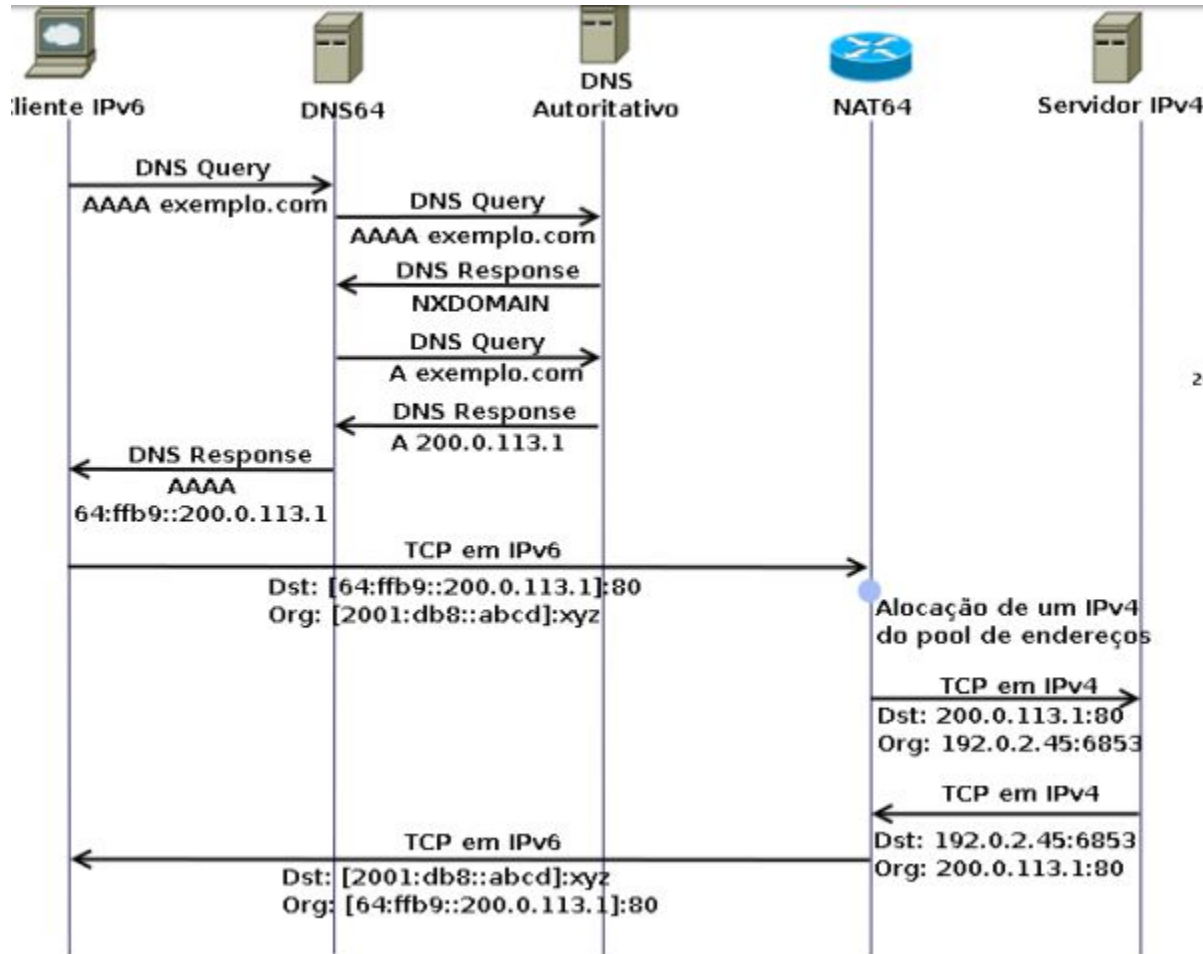 liente IPv6
DNS64
DNS
Autoritativo
NAT64
Servidor IPv4
DNS Query
AAAA exemplo.com
DNS Query
AAAA exemplo.com
DNS Response
NXDOMAIN
DNS Query
A exemplo.com
DNS Response
A 200.0.113.1
DNS Response
AAAA
64:ffb9::200.0.113.1
TCP em IPv6
Dst: [64:ffb9::200.0.113.1]:80
Org: [2001:db8::abcd]:xyz
Alocação de um IPv4
do pool de endereços
TCP em IPv4
Dst: 200.0.113.1:80
Org: 192.0.2.45:6853
TCP em IPv4
Dst: 192.0.2.45:6853
Org: 200.0.113.1:80
TCP em IPv6
Dst: [2001:db8::abcd]:xyz
Org: [64:ffb9::200.0.113.1]:80
2